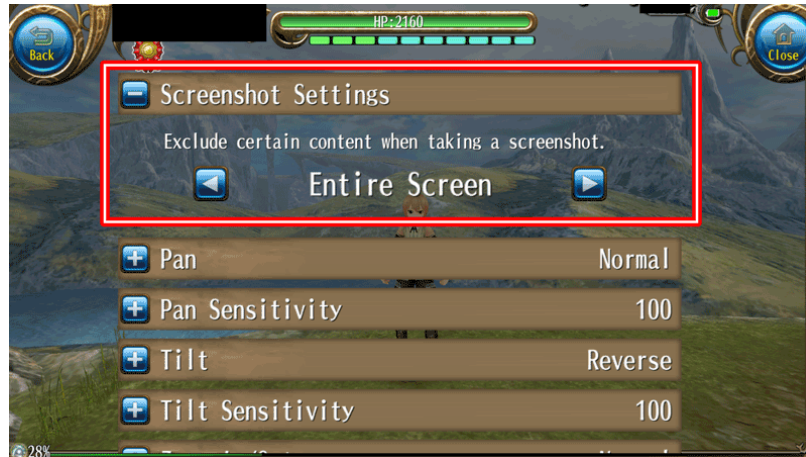 HP:2160
Back
Close
Screenshot Settings
Exclude certain content when taking a screenshot.
Entire Screen
Pan Normal
Pan Sensitivity 100
Tilt Reverse
Tilt Sensitivity 100
28%